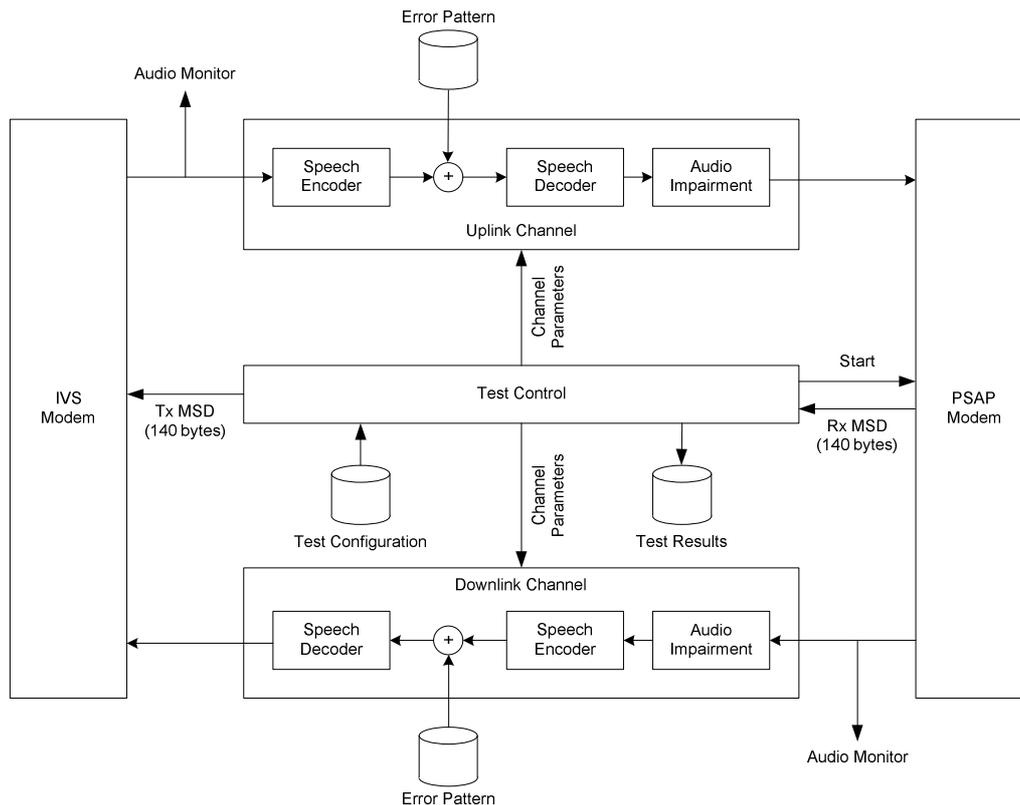 Error Pattern
Audio Monitor
Speech
Encoder
+
Speech
Decoder
Audio
Impairment
Uplink Channel
Channel
Parameters
IVS
Modem
Tx MSD
(140 bytes)
Test Control
Start
Rx MSD
(140 bytes)
PSAP
Modem
Test Configuration
Channel
Parameters
Test Results
Downlink Channel
Speech
Decoder
+
Speech
Encoder
Audio
Impairment
Audio Monitor
Error Pattern